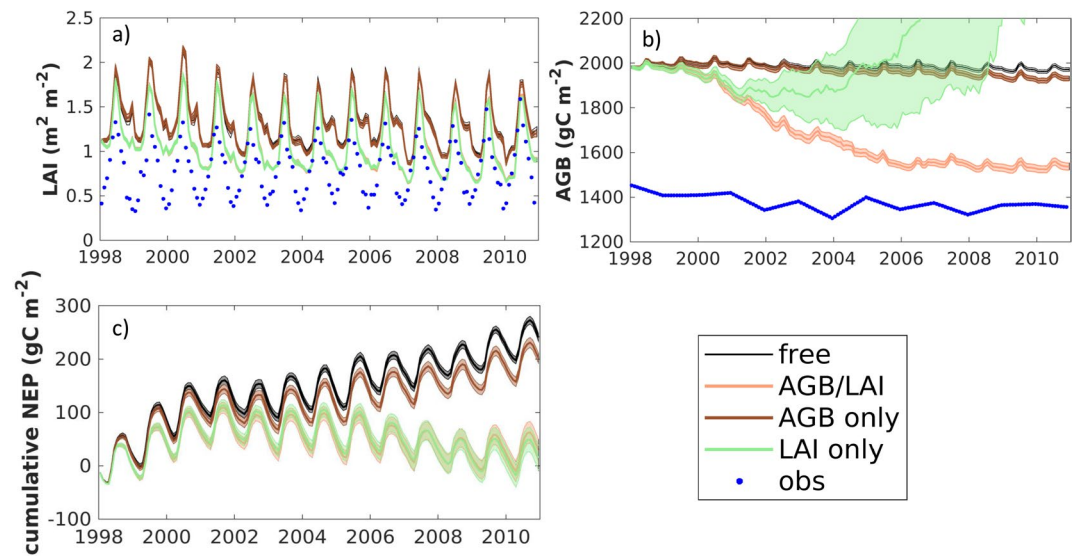 a)
LAI (m² m⁻²)
2.5
2
1.5
1
0.5
0
1998 2000 2002 2004 2006 2008 2010
b)
AGB (gC m⁻²)
2200
2000
1800
1600
1400
1200
1998 2000 2002 2004 2006 2008 2010
c)
cumulative NEP (gC m⁻²)
300
200
100
0
-100
1998 2000 2002 2004 2006 2008 2010
free
AGB/LAI
AGB only
LAI only
obs